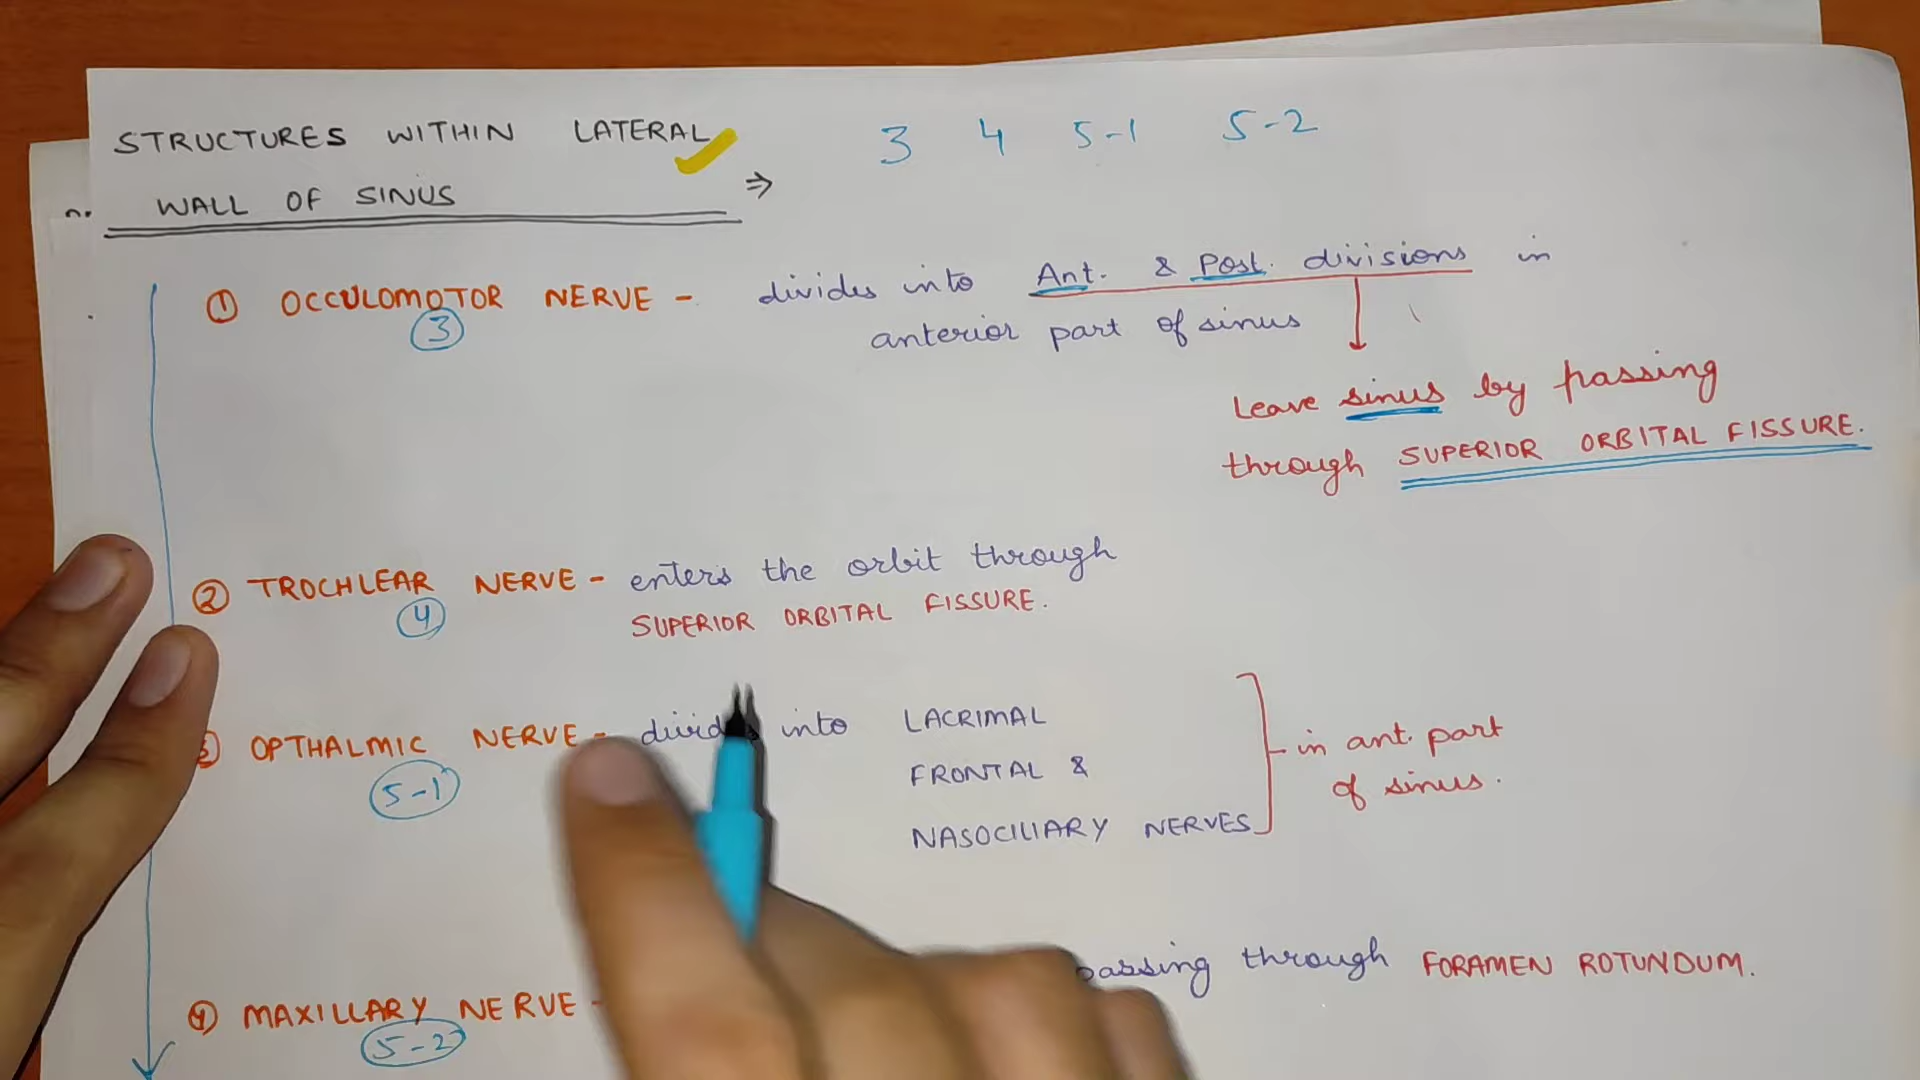 STRUCTURES WITHIN LATERAL
WALL OF SINUS
⇒ 3 4 5-1 5-2
① OCCULOMOTOR NERVE - divides into Ant. & Post. divisions in
3
anterior part of sinus
Leave sinus by passing
through SUPERIOR ORBITAL FISSURE.
② TROCHLEAR NERVE - enters the orbit through
4
SUPERIOR ORBITAL FISSURE.
OPTHALMIC NERVE - into LACRIMAL
5-1
FRONTAL &
NASOCILIARY NERVES
in ant. part
of sinus.
④ MAXILLARY NERVE - passing through FORAMEN ROTUNDUM.
5-2